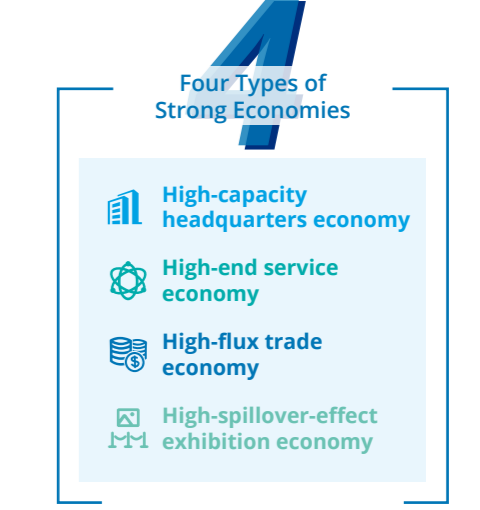 4
Four Types of
Strong Economies
High-capacity
headquarters economy
High-end service
economy
High-flux trade
economy
High-spillover-effect
exhibition economy